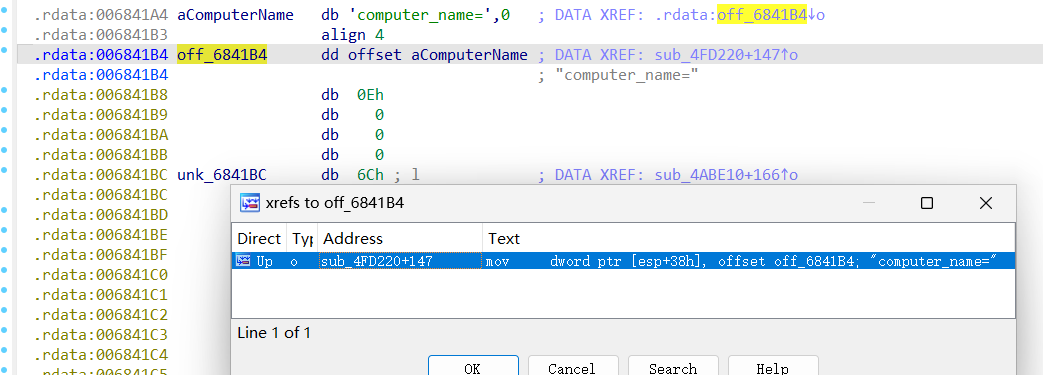 .rdata:006841A4 aComputerName db 'computer_name=',0 ; DATA XREF: .rdata:off_6841B4↓o
.rdata:006841B3 align 4
.rdata:006841B4 off_6841B4 dd offset aComputerName ; DATA XREF: sub_4FD220+147↑o
.rdata:006841B4 ; "computer_name="
.rdata:006841B8 db 0Eh
.rdata:006841B9 db 0
.rdata:006841BA db 0
.rdata:006841BB db 0
.rdata:006841BC unk_6841BC db 6Ch ; l ; DATA XREF: sub_4ABE10+166↑o
.rdata:006841BC
.rdata:006841BD
.rdata:006841BE
.rdata:006841BF
.rdata:006841C0
.rdata:006841C1
.rdata:006841C2
.rdata:006841C3
.rdata:006841C4
.rdata:006841C5
xrefs to off_6841B4
Direct Typ Address Text
Up o sub_4FD220+147 mov dword ptr [esp+38h], offset off_6841B4; "computer_name="
Line 1 of 1
OK Cancel Search Help